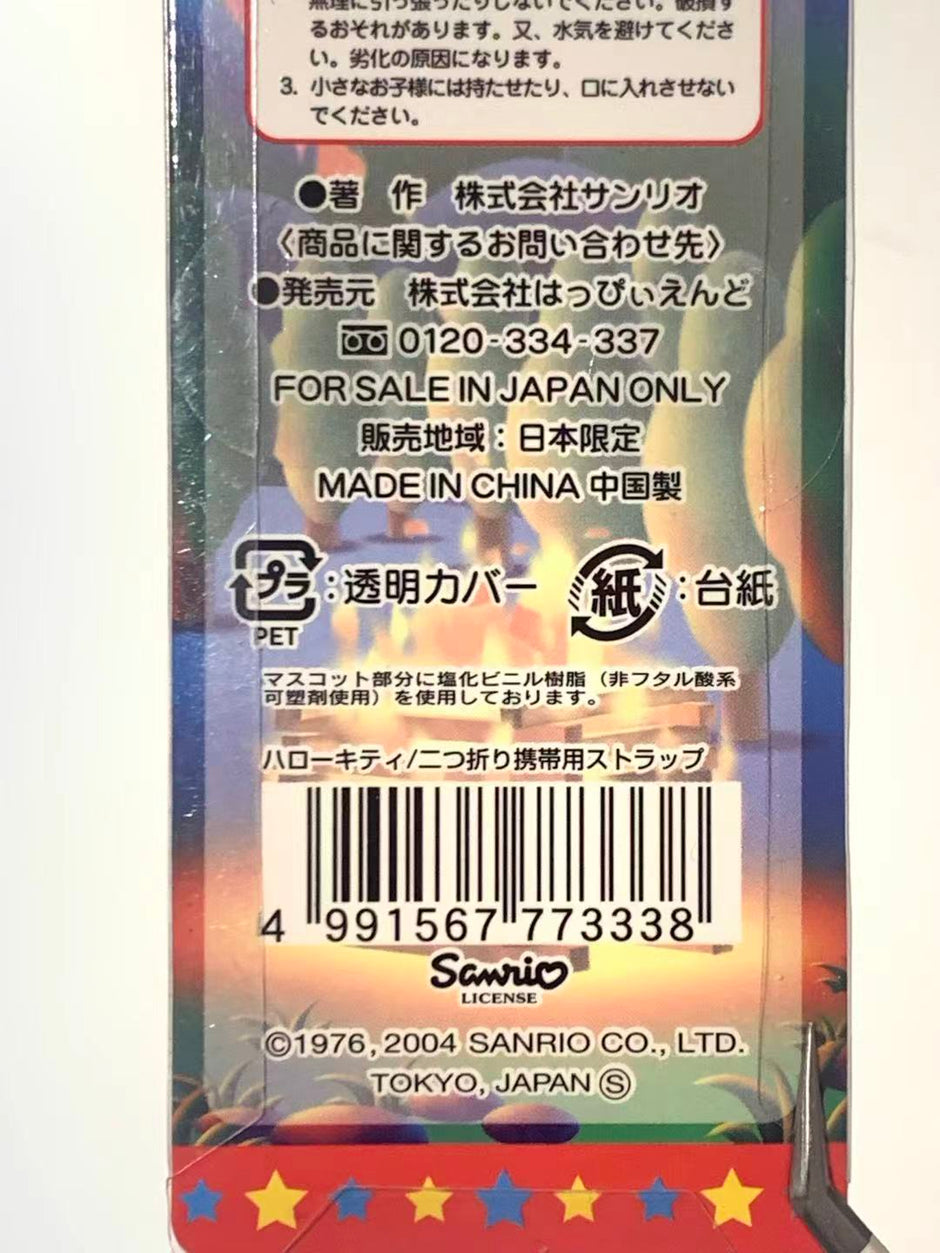 無理に引っ張ったりしないでください。破損す
るおそれがあります。又、水気を避けてくださ
い。劣化の原因になります。
3. 小さなお子様には持たせたり、口に入れさせない
でください。
●著 作 株式会社サンリオ
〈商品に関するお問い合わせ先〉
●発売元 株式会社はっぴぃえんど
0120-334-337
FOR SALE IN JAPAN ONLY
販売地域：日本限定
MADE IN CHINA 中国製
プラ：透明カバー 紙：台紙
PET
マスコット部分に塩化ビニル樹脂（非フタル酸系
可塑剤使用）を使用しております。
ハローキティ/二つ折り携帯用ストラップ
4 991567 773338
Sanrio
LICENSE
©1976, 2004 SANRIO CO., LTD.
TOKYO, JAPAN Ⓢ